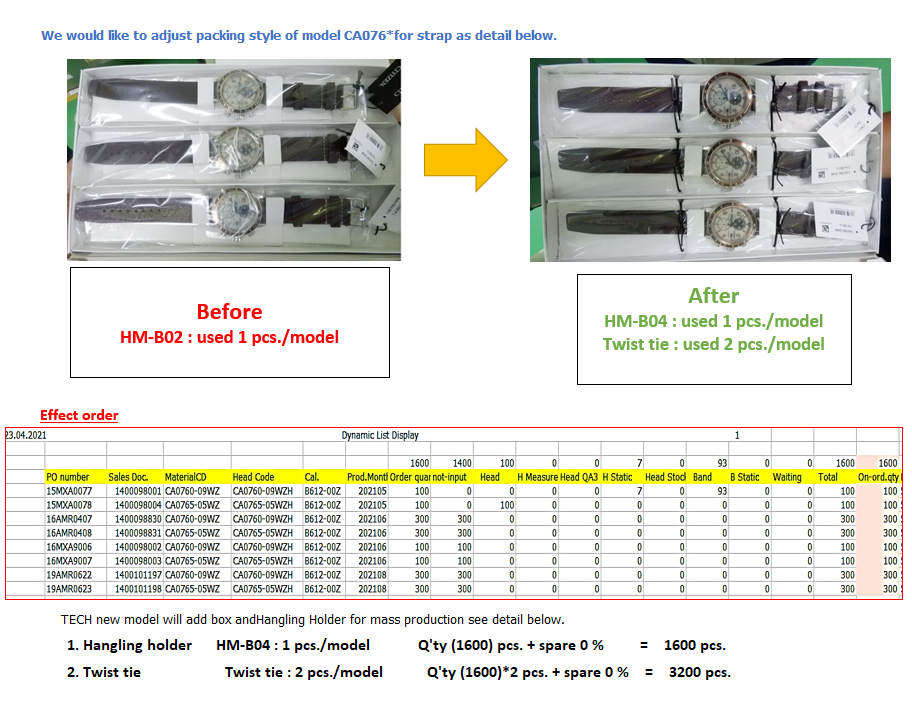 We would like to adjust packing style of model CA076*for strap as detail below.
CITIZEN
Before
HM-B02 : used 1 pcs./model
After
HM-B04 : used 1 pcs./model
Twist tie : used 2 pcs./model
Effect order
23.04.2021 Dynamic List Display 1
1600 1400 100 0 0 7 0 93 0 0 1600 1600
PO number Sales Doc. MaterialCD Head Code Cal. Prod.Month Order quar not-input Head H Measure Head QA3 H Static Head Stock Band B Static Waiting Total On-ord.qty
15MXA0077 1400098001 CA0760-09WZ CA0760-09WZH B612-00Z 202105 100 0 0 0 0 7 0 93 0 0 100 100
15MXA0078 1400098004 CA0765-05WZ CA0765-05WZH B612-00Z 202105 100 0 100 0 0 0 0 0 0 0 100 100
16AMR0407 1400098830 CA0760-09WZ CA0760-09WZH B612-00Z 202106 300 300 0 0 0 0 0 0 0 0 300 300
16AMR0408 1400098831 CA0765-05WZ CA0765-05WZH B612-00Z 202106 300 300 0 0 0 0 0 0 0 0 300 300
16MXA9006 1400098002 CA0760-09WZ CA0760-09WZH B612-00Z 202106 100 100 0 0 0 0 0 0 0 0 100 100
16MXA9007 1400098003 CA0765-05WZ CA0765-05WZH B612-00Z 202106 100 100 0 0 0 0 0 0 0 0 100 100
19AMR0622 1400101197 CA0760-09WZ CA0760-09WZH B612-00Z 202108 300 300 0 0 0 0 0 0 0 0 300 300
19AMR0623 1400101198 CA0765-05WZ CA0765-05WZH B612-00Z 202108 300 300 0 0 0 0 0 0 0 0 300 300
TECH new model will add box andHangling Holder for mass production see detail below.
1. Hangling holder HM-B04 : 1 pcs./model Q'ty (1600) pcs. + spare 0 % = 1600 pcs.
2. Twist tie Twist tie : 2 pcs./model Q'ty (1600)*2 pcs. + spare 0 % = 3200 pcs.